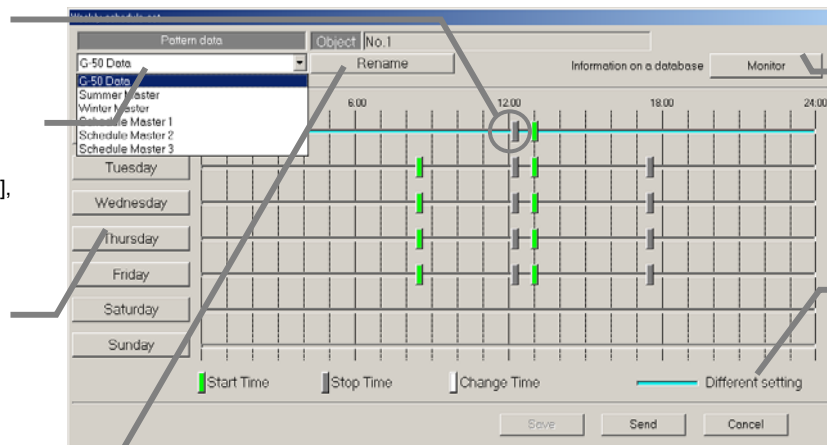 Weekly schedule set
Pattern data Object No.1
G-50 Data Rename Information on a database Monitor
G-50 Data
Summer Master
Winter Master
Schedule Master 1
Schedule Master 2
Schedule Master 3
6:00 12:00 18:00 24:00
Tuesday
],
Wednesday
Thursday
Friday
Saturday
Sunday
Start Time Stop Time Change Time Different setting
Save Send Cancel